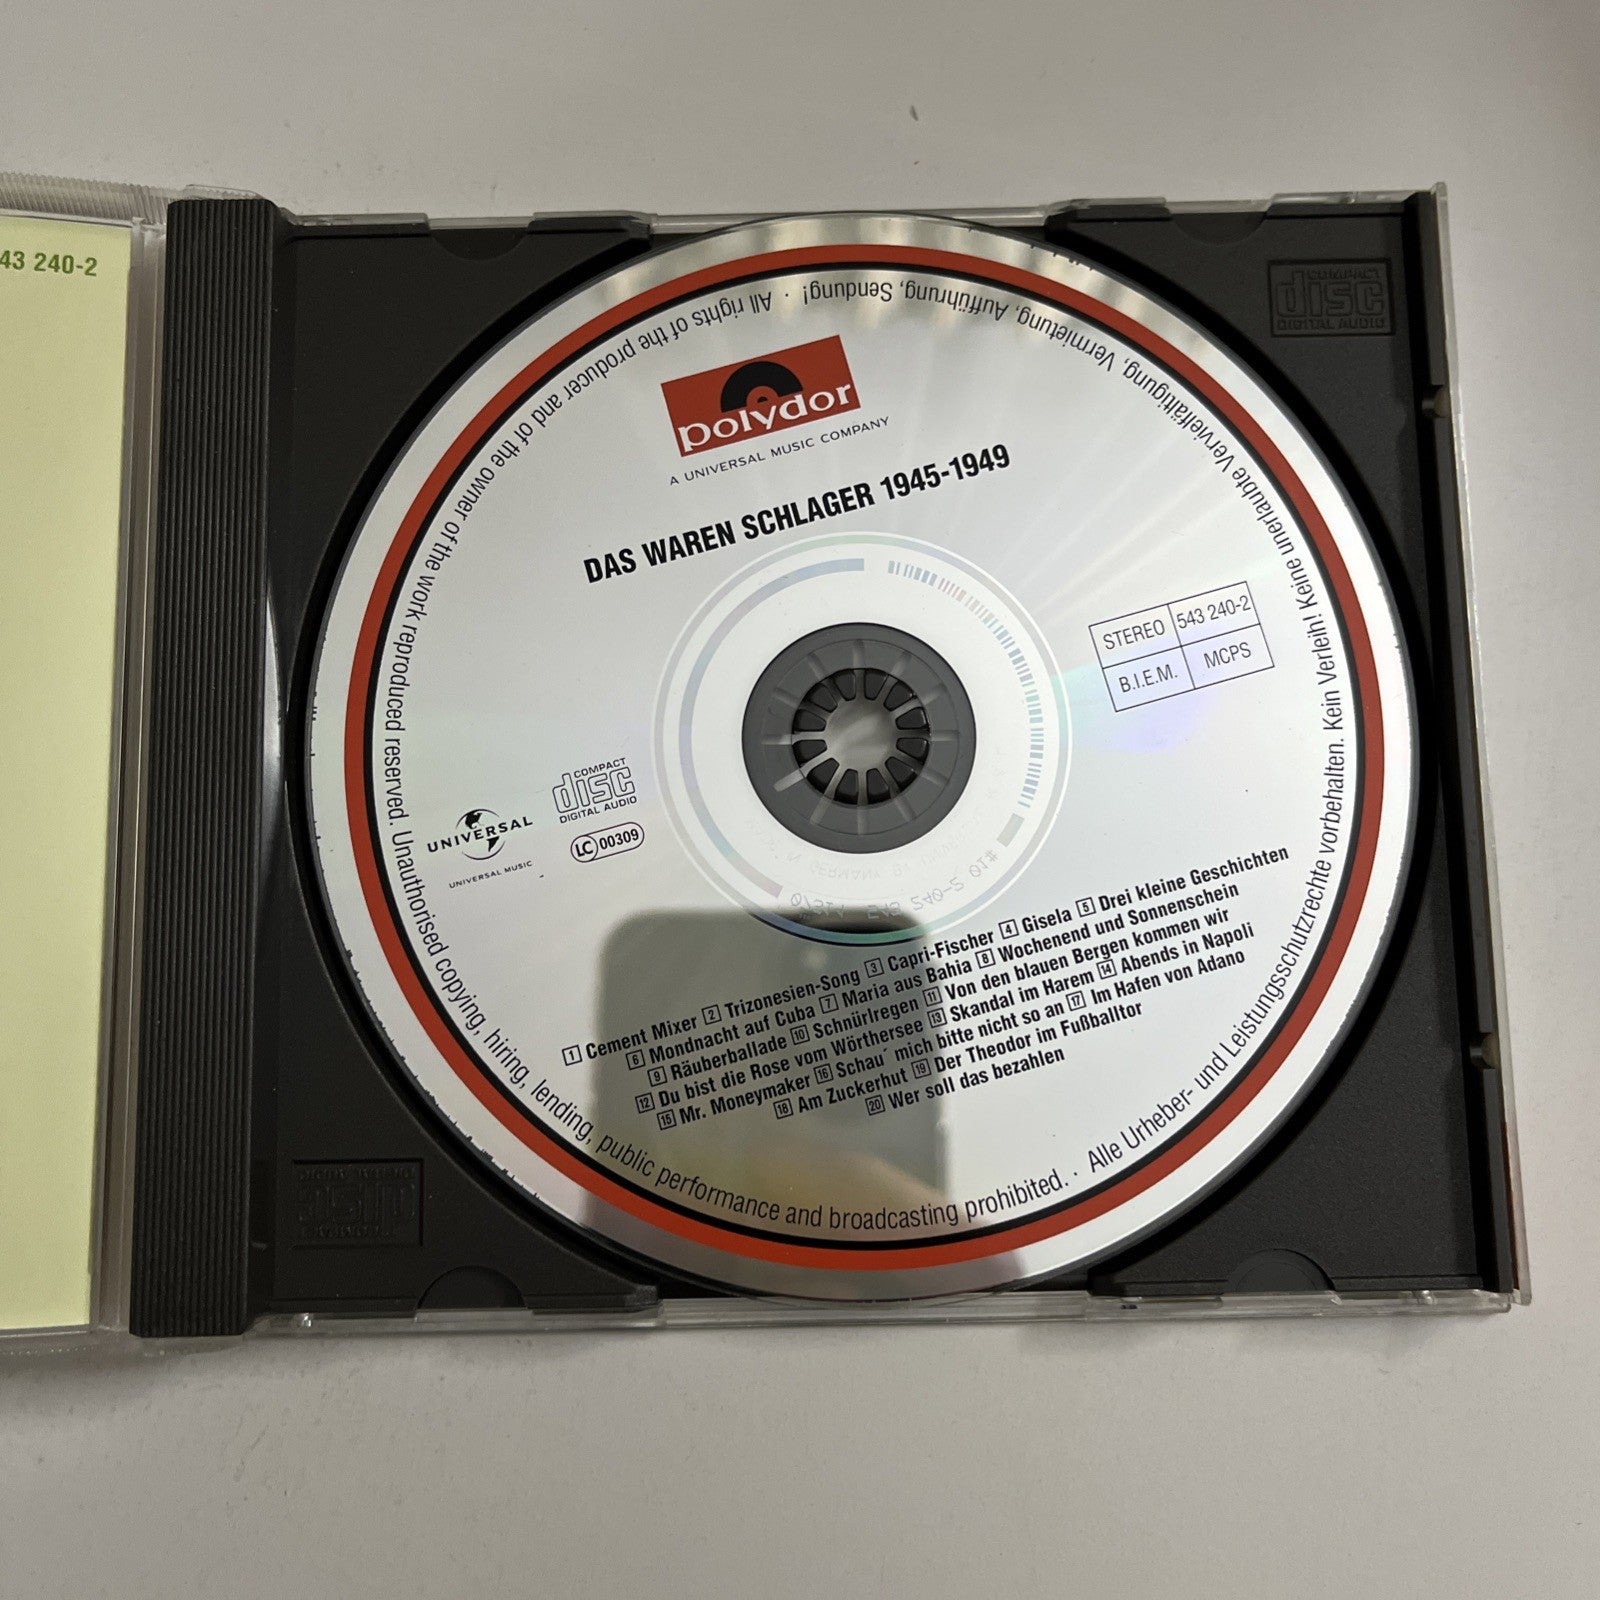 43 240-2
COMPACT
disc
DIGITAL AUDIO
polydor
A UNIVERSAL MUSIC COMPANY
DAS WAREN SCHLAGER 1945-1949
STEREO 543 240-2
B.I.E.M. MCPS
UNIVERSAL
UNIVERSAL MUSIC
COMPACT
disc
DIGITAL AUDIO
LC 00309
1 Cement Mixer 2 Trizonesien-Song 3 Capri-Fischer 4 Gisela 5 Drei kleine Geschichten
6 Mondnacht auf Cuba 7 Maria aus Bahia 8 Wochenend und Sonnenschein
9 Räuberballade 10 Schnürlregen 11 Von den blauen Bergen kommen wir
12 Du bist die Rose vom Wörthersee 13 Skandal im Harem 14 Abends in Napoli
15 Mr. Moneymaker 16 Schau´ mich bitte nicht so an 17 Im Hafen von Adano
18 Am Zuckerhut 19 Der Theodor im Fußballtor
20 Wer soll das bezahlen
All rights of the producer and of the owner of the work reproduced reserved. Unauthorised copying, hiring, lending, public performance and broadcasting prohibited. · Alle Urheber- und Leistungsschutzrechte vorbehalten. Kein Verleih! Keine unerlaubte Vervielfältigung, Vermietung, Aufführung, Sendung! ·
COMPACT
disc
DIGITAL AUDIO